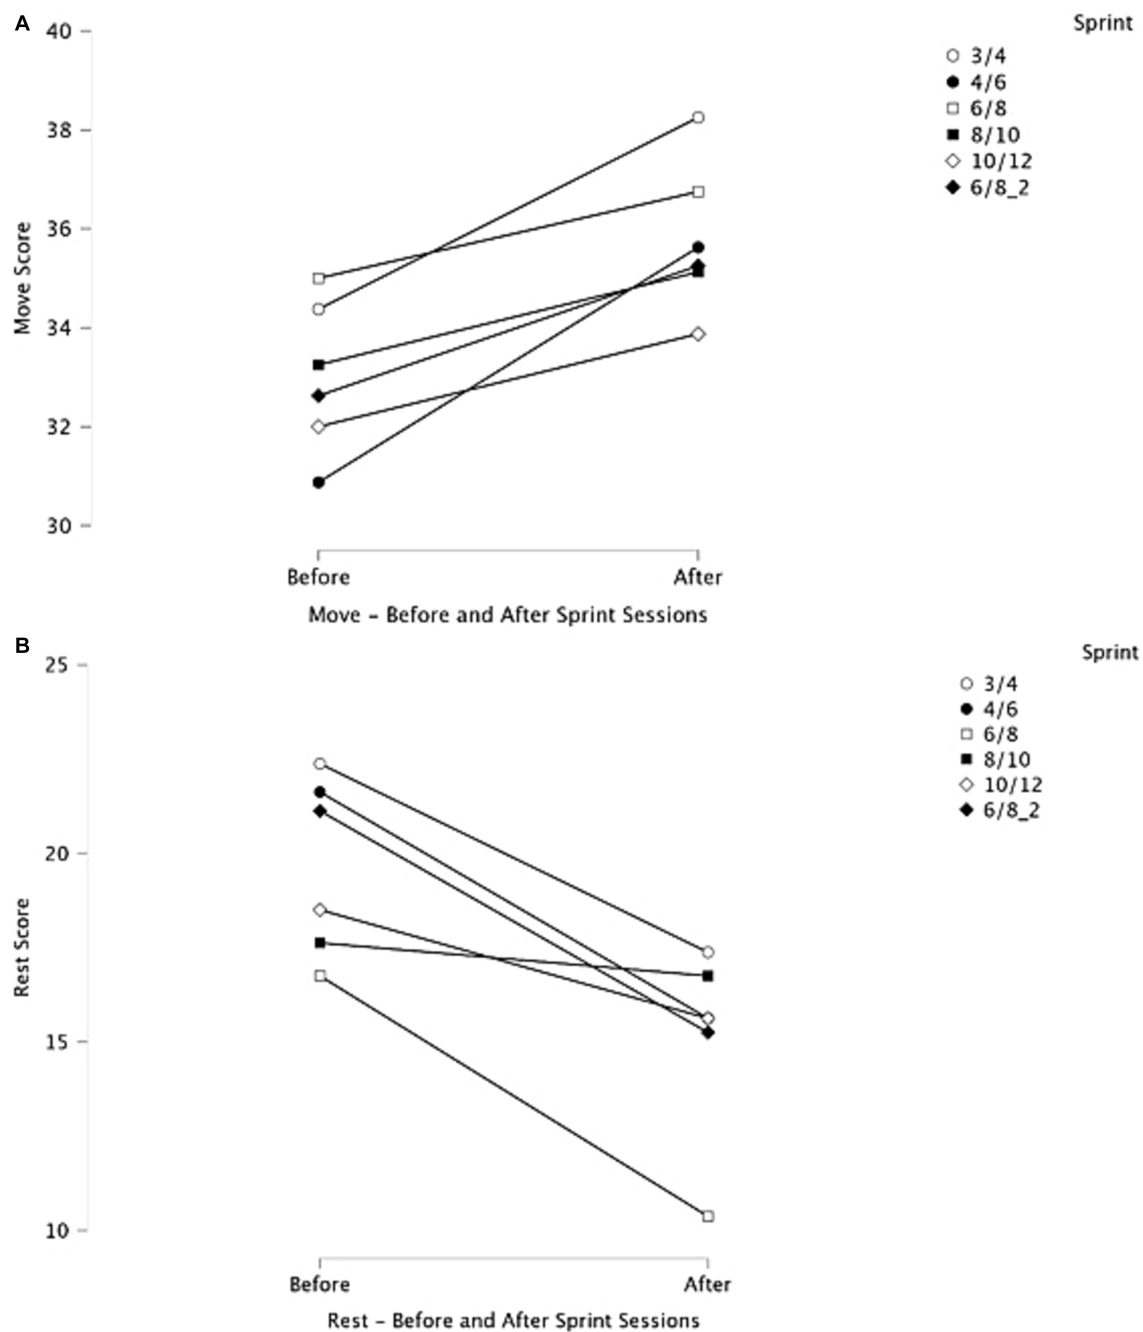 A
Sprint
40
3/4
4/6
6/8
8/10
10/12
6/8_2
38
36
34
32
30
Move Score
Before
After
Move – Before and After Sprint Sessions
B
Sprint
25
3/4
4/6
6/8
8/10
10/12
6/8_2
20
15
10
Rest Score
Before
After
Rest – Before and After Sprint Sessions